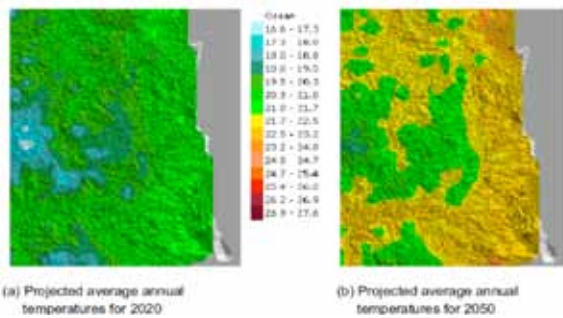 Ocean
16.6 - 17.3
17.3 - 18.0
18.0 - 18.8
18.8 - 19.5
19.5 - 20.3
20.3 - 21.0
21.0 - 21.7
21.7 - 22.5
22.5 - 23.2
23.2 - 24.0
24.0 - 24.7
24.7 - 25.4
25.4 - 26.2
26.2 - 26.9
26.9 - 27.6
(a) Projected average annual
temperatures for 2020
(b) Projected average annual
temperatures for 2050